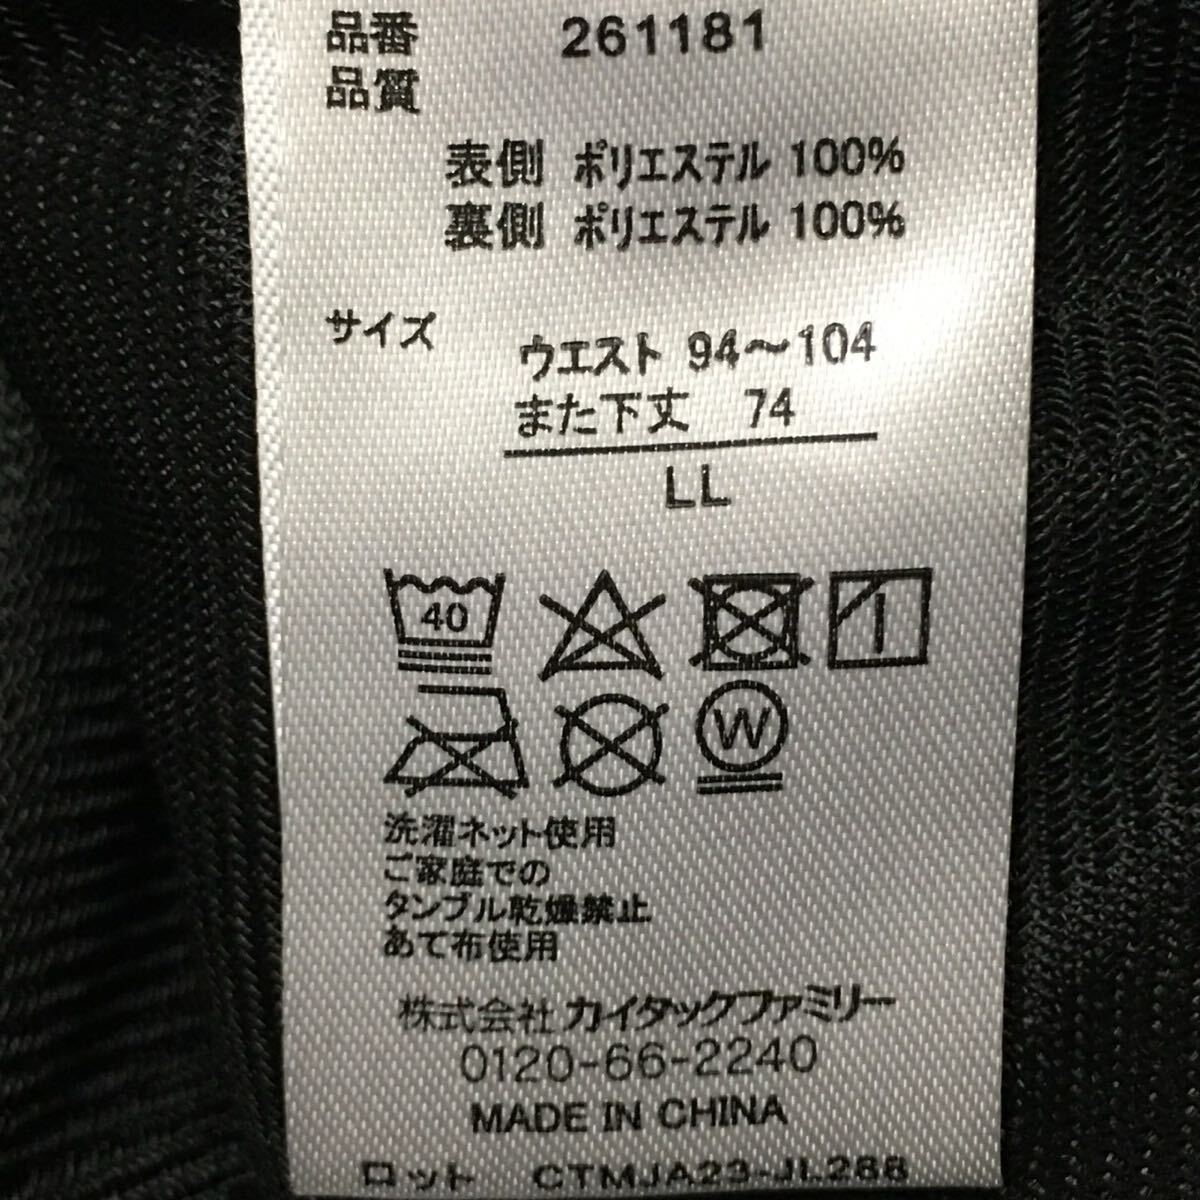 品番 261181
品質
表側 ポリエステル 100%
裏側 ポリエステル 100%
サイズ
ウエスト 94～104
また下丈 74
LL
40
W
洗濯ネット使用
ご家庭での
タンブル乾燥禁止
あて布使用
株式会社 カイタックファミリー
0120-66-2240
MADE IN CHINA
ロット CTMJA23-JL288